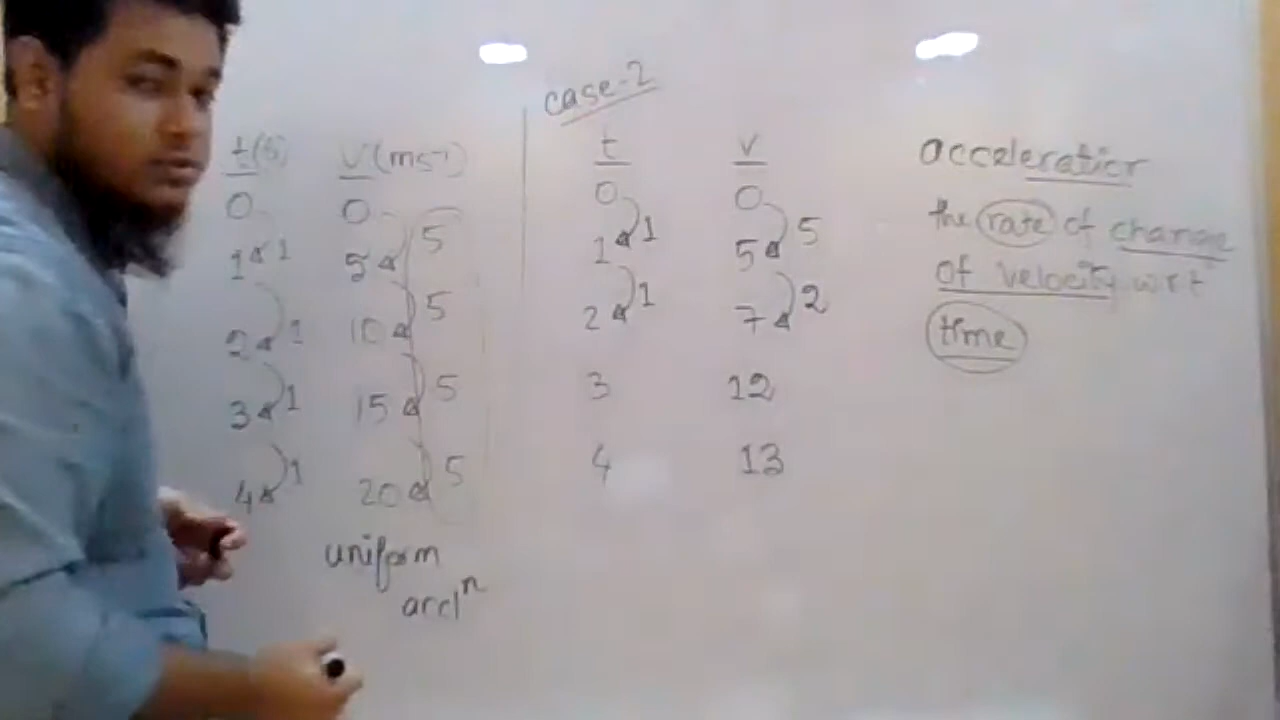 t(s) v(ms-1)
0 0
1 1 5 5
2 1 10 5
3 1 15 5
4 1 20 5
uniform
accln
case-2
t v
0 0
1 1 5 5
2 1 7 2
3 12
4 13
acceleration
the rate of change
of velocity wrt
time